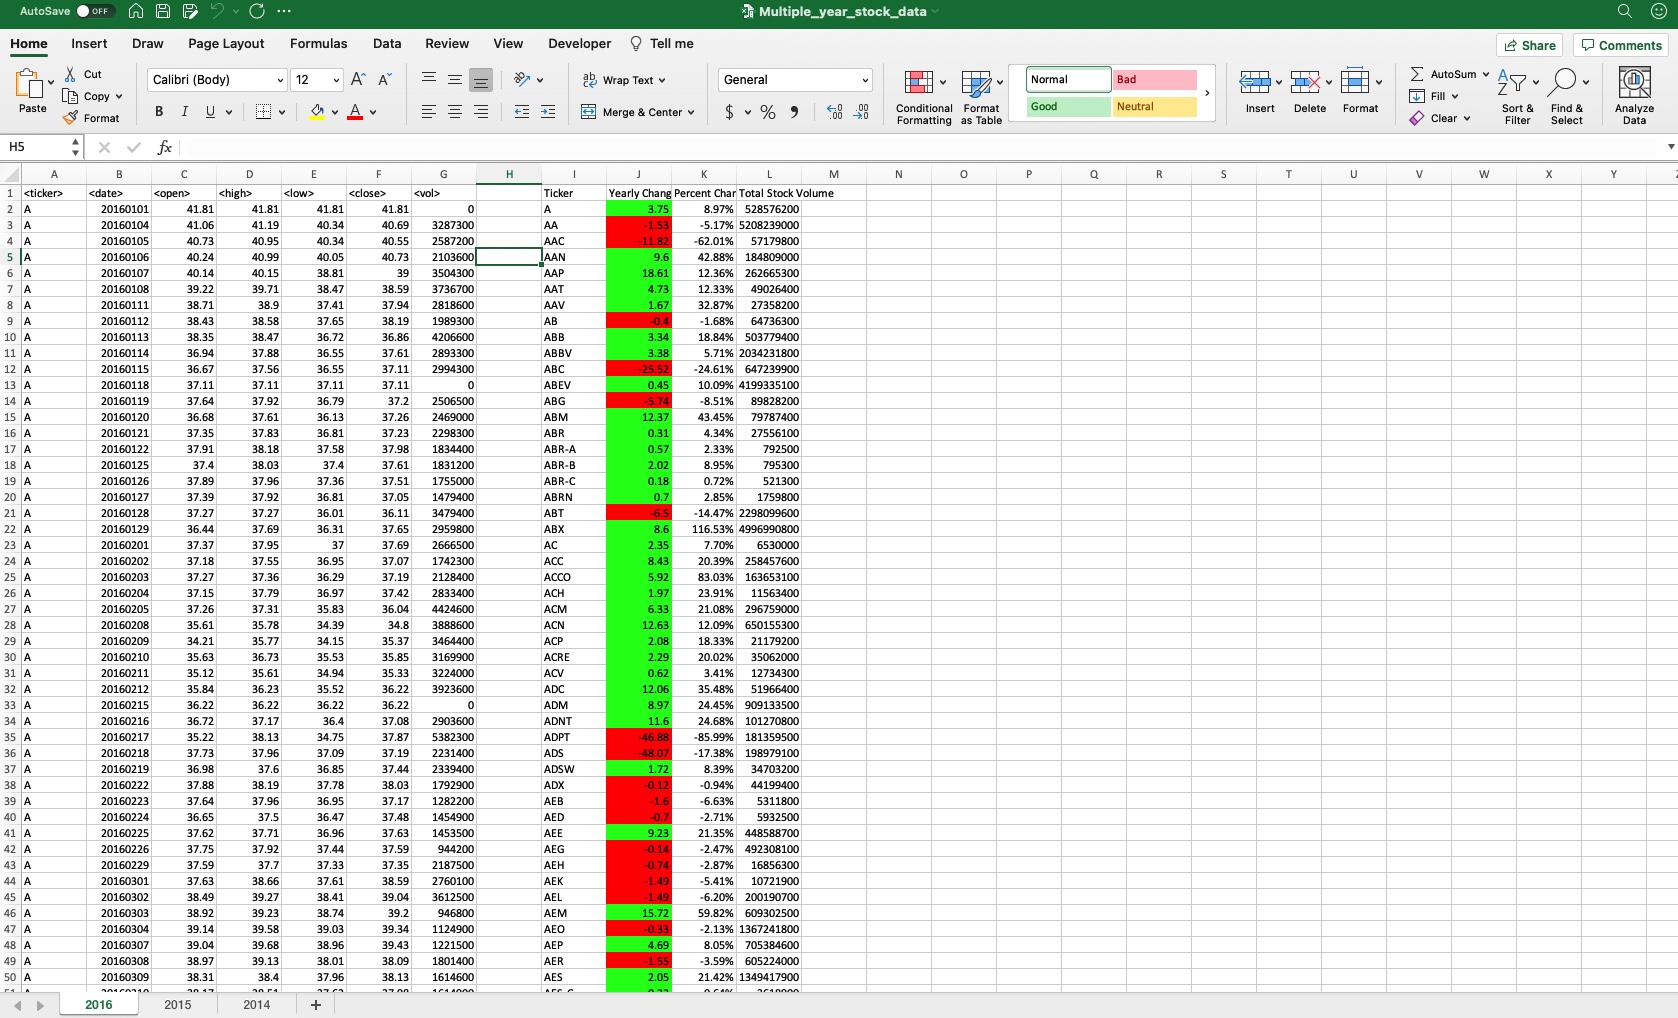 AutoSave OFF Multiple_year_stock_data
Home Insert Draw Page Layout Formulas Data Review View Developer Tell me Share Comments
Paste Cut Copy Format
Calibri (Body) 12 A A
B I U A
ab Wrap Text
Merge & Center
General
$ % 9
Conditional Formatting Format as Table
Normal Bad
Good Neutral
Insert Delete Format
AutoSum
Fill
Clear
Sort & Filter Find & Select Analyze Data
H5 fx
A B C D E F G H I J K L M N O P Q R S T U V W X Y
1 <ticker> <date> <open> <high> <low> <close> <vol> Ticker Yearly Chang Percent Char Total Stock Volume
2 A 20160101 41.81 41.81 41.81 41.81 0 A 3.75 8.97% 528576200
3 A 20160104 41.06 41.19 40.34 40.69 3287300 AA -1.53 -5.17% 5208239000
4 A 20160105 40.73 40.95 40.34 40.55 2587200 AAC -11.82 -62.01% 57179800
5 A 20160106 40.24 40.99 40.05 40.73 2103600 AAN 9.6 42.88% 184809000
6 A 20160107 40.14 40.15 38.81 39 3504300 AAP 18.61 12.36% 262665300
7 A 20160108 39.22 39.71 38.47 38.59 3736700 AAT 4.73 12.33% 49026400
8 A 20160111 38.71 38.9 37.41 37.94 2818600 AAV 1.67 32.87% 27358200
9 A 20160112 38.43 38.58 37.65 38.19 1989300 AB -0.4 -1.68% 64736300
10 A 20160113 38.35 38.47 36.72 36.86 4206600 ABB 3.34 18.84% 503779400
11 A 20160114 36.94 37.88 36.55 37.61 2893300 ABBV 3.38 5.71% 2034231800
12 A 20160115 36.67 37.56 36.55 37.11 2994300 ABC -25.52 -24.61% 647239900
13 A 20160118 37.11 37.11 37.11 37.11 0 ABEV 0.45 10.09% 4199335100
14 A 20160119 37.64 37.92 36.79 37.2 2506500 ABG -5.74 -8.51% 89828200
15 A 20160120 36.68 37.61 36.13 37.26 2469000 ABM 12.37 43.45% 79787400
16 A 20160121 37.35 37.83 36.81 37.23 2298300 ABR 0.31 4.34% 27556100
17 A 20160122 37.91 38.18 37.58 37.98 1834400 ABR-A 0.57 2.33% 792500
18 A 20160125 37.4 38.03 37.4 37.61 1831200 ABR-B 2.02 8.95% 795300
19 A 20160126 37.89 37.96 37.36 37.51 1755000 ABR-C 0.18 0.72% 521300
20 A 20160127 37.39 37.92 36.81 37.05 1479400 ABRN 0.7 2.85% 1759800
21 A 20160128 37.27 37.27 36.01 36.11 3479400 ABT -6.5 -14.47% 2298099600
22 A 20160129 36.44 37.69 36.31 37.65 2959800 ABX 8.6 116.53% 4996990800
23 A 20160201 37.37 37.95 37 37.69 2666500 AC 2.35 7.70% 6530000
24 A 20160202 37.18 37.55 36.95 37.07 1742300 ACC 8.43 20.39% 258457600
25 A 20160203 37.27 37.36 36.29 37.19 2128400 ACCO 5.92 83.03% 163653100
26 A 20160204 37.15 37.79 36.97 37.42 2833400 ACH 1.97 23.91% 11563400
27 A 20160205 37.26 37.31 35.83 36.04 4424600 ACM 6.33 21.08% 296759000
28 A 20160208 35.61 35.78 34.39 34.8 3888600 ACN 12.63 12.09% 650155300
29 A 20160209 34.21 35.77 34.15 35.37 3464400 ACP 2.08 18.33% 21179200
30 A 20160210 35.63 36.73 35.53 35.85 3169900 ACRE 2.29 20.02% 35062000
31 A 20160211 35.12 35.61 34.94 35.33 3224000 ACV 0.62 3.41% 12734300
32 A 20160212 35.84 36.23 35.52 36.22 3923600 ADC 12.06 35.48% 51966400
33 A 20160215 36.22 36.22 36.22 36.22 0 ADM 8.97 24.45% 909133500
34 A 20160216 36.72 37.17 36.4 37.08 2903600 ADNT 11.6 24.68% 101270800
35 A 20160217 35.22 38.13 34.75 37.87 5382300 ADPT -46.88 -85.99% 181359500
36 A 20160218 37.73 37.96 37.09 37.19 2231400 ADS -48.07 -17.38% 198979100
37 A 20160219 36.98 37.6 36.85 37.44 2339400 ADSW 1.72 8.39% 34703200
38 A 20160222 37.88 38.19 37.78 38.03 1792900 ADX -0.12 -0.94% 44199400
39 A 20160223 37.64 37.96 36.95 37.17 1282200 AEB -1.6 -6.63% 5311800
40 A 20160224 36.65 37.5 36.47 37.48 1454900 AED -0.7 -2.71% 5932500
41 A 20160225 37.62 37.71 36.96 37.63 1453500 AEE 9.23 21.35% 448588700
42 A 20160226 37.75 37.92 37.44 37.59 944200 AEG -0.14 -2.47% 492308100
43 A 20160229 37.59 37.7 37.33 37.35 2187500 AEH -0.74 -2.87% 16856300
44 A 20160301 37.63 38.66 37.61 38.59 2760100 AEK -1.49 -5.41% 10721900
45 A 20160302 38.49 39.27 38.41 39.04 3612500 AEL -1.49 -6.20% 200190700
46 A 20160303 38.92 39.23 38.74 39.2 946800 AEM 15.72 59.82% 609302500
47 A 20160304 39.14 39.58 39.03 39.34 1124900 AEO -0.33 -2.13% 1367241800
48 A 20160307 39.04 39.68 38.96 39.43 1221500 AEP 4.69 8.05% 705384600
49 A 20160308 38.97 39.13 38.01 38.09 1801400 AER -1.55 -3.59% 605224000
50 A 20160309 38.31 38.4 37.96 38.13 1614600 AES 2.05 21.42% 1349417900
2016 2015 2014 +